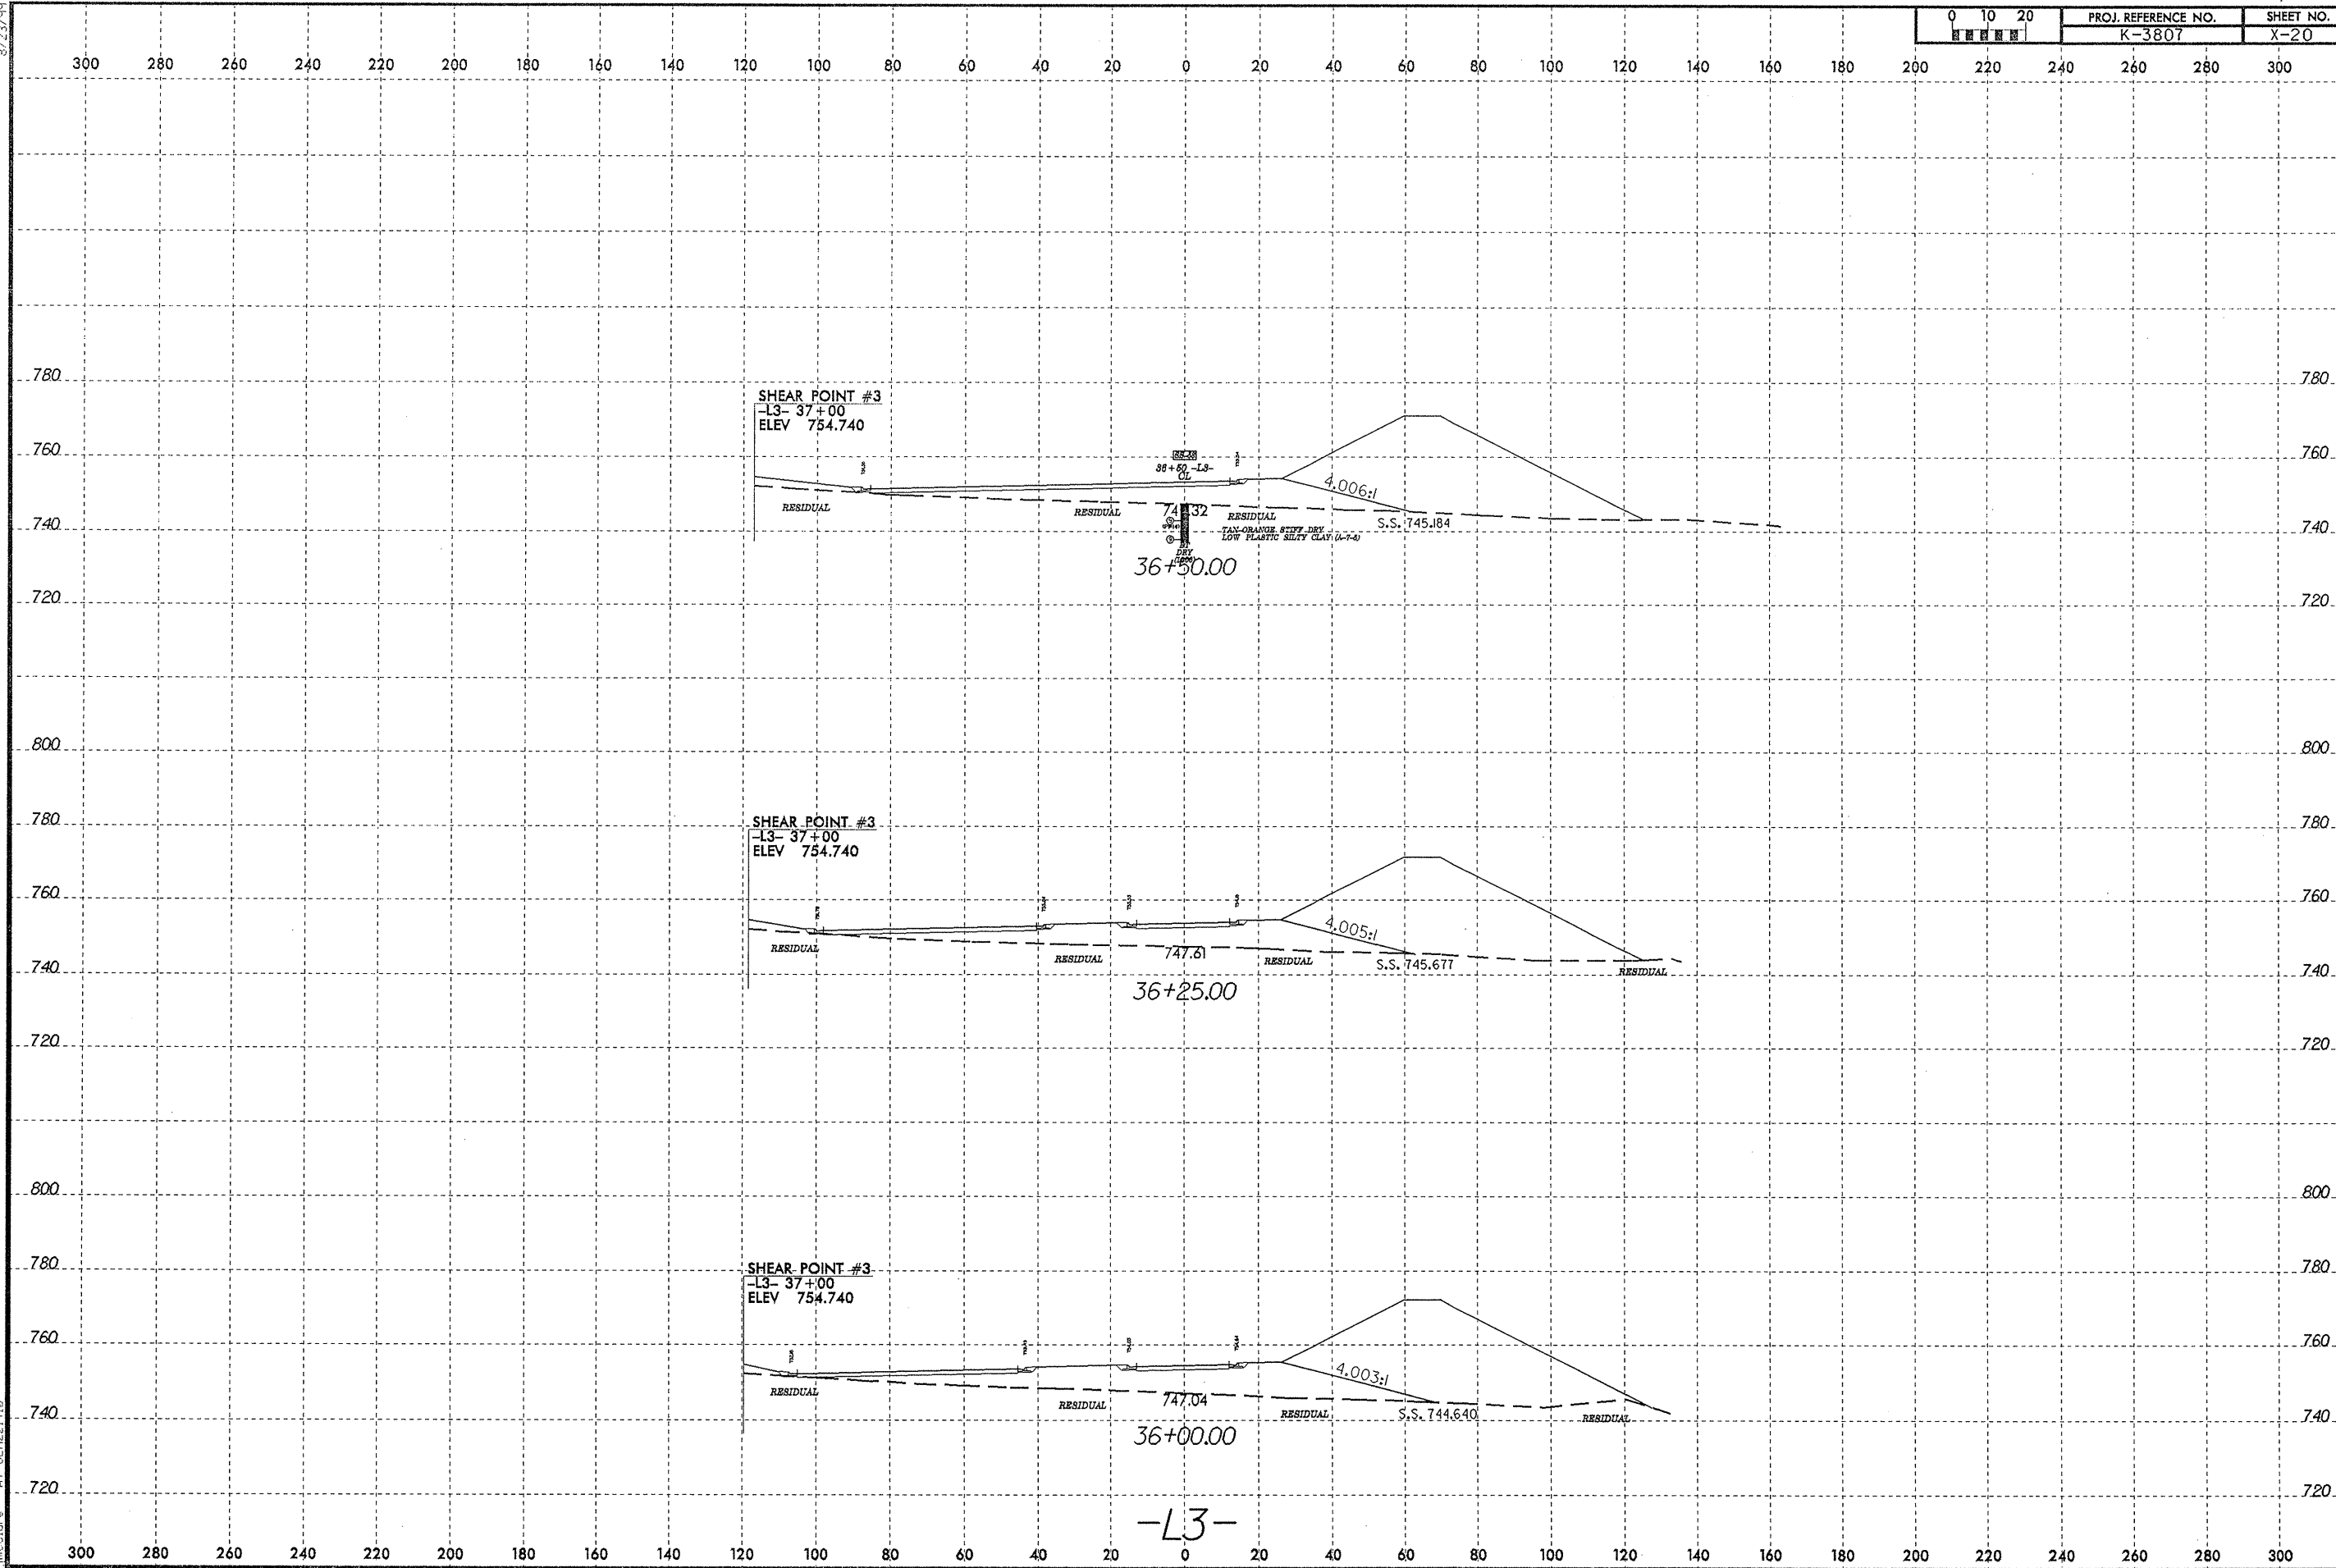 0 10 20
PROJ. REFERENCE NO.
SHEET NO.
K-3807
X-20
300 280 260 240 220 200 180 160 140 120 100 80 60 40 20 0 20 40 60 80 100 120 140 160 180 200 220 240 260 280 300
780 780
SHEAR POINT #3
-L3- 37+00
ELEV 754.740
760 760
36+50 -L3-
CL
4.006:1
RESIDUAL RESIDUAL RESIDUAL
S.S. 745.184
740 740
TAN-ORANGE, STIFF, DRY,
LOW PLASTIC SILTY CLAY (A-7-6)
BT
DRY
36+50.00
720 720
800 800
780 780
SHEAR POINT #3
-L3- 37+00
ELEV 754.740
760 760
4.005:1
RESIDUAL RESIDUAL 747.61 RESIDUAL S.S. 745.677 RESIDUAL
740 740
36+25.00
720 720
800 800
780 780
SHEAR POINT #3
-L3- 37+00
ELEV 754.740
760 760
4.003:1
RESIDUAL RESIDUAL 747.04 RESIDUAL S.S. 744.640 RESIDUAL
740 740
36+00.00
720 720
-L3-
300 280 260 240 220 200 180 160 140 120 100 80 60 40 20 0 20 40 60 80 100 120 140 160 180 200 220 240 260 280 300